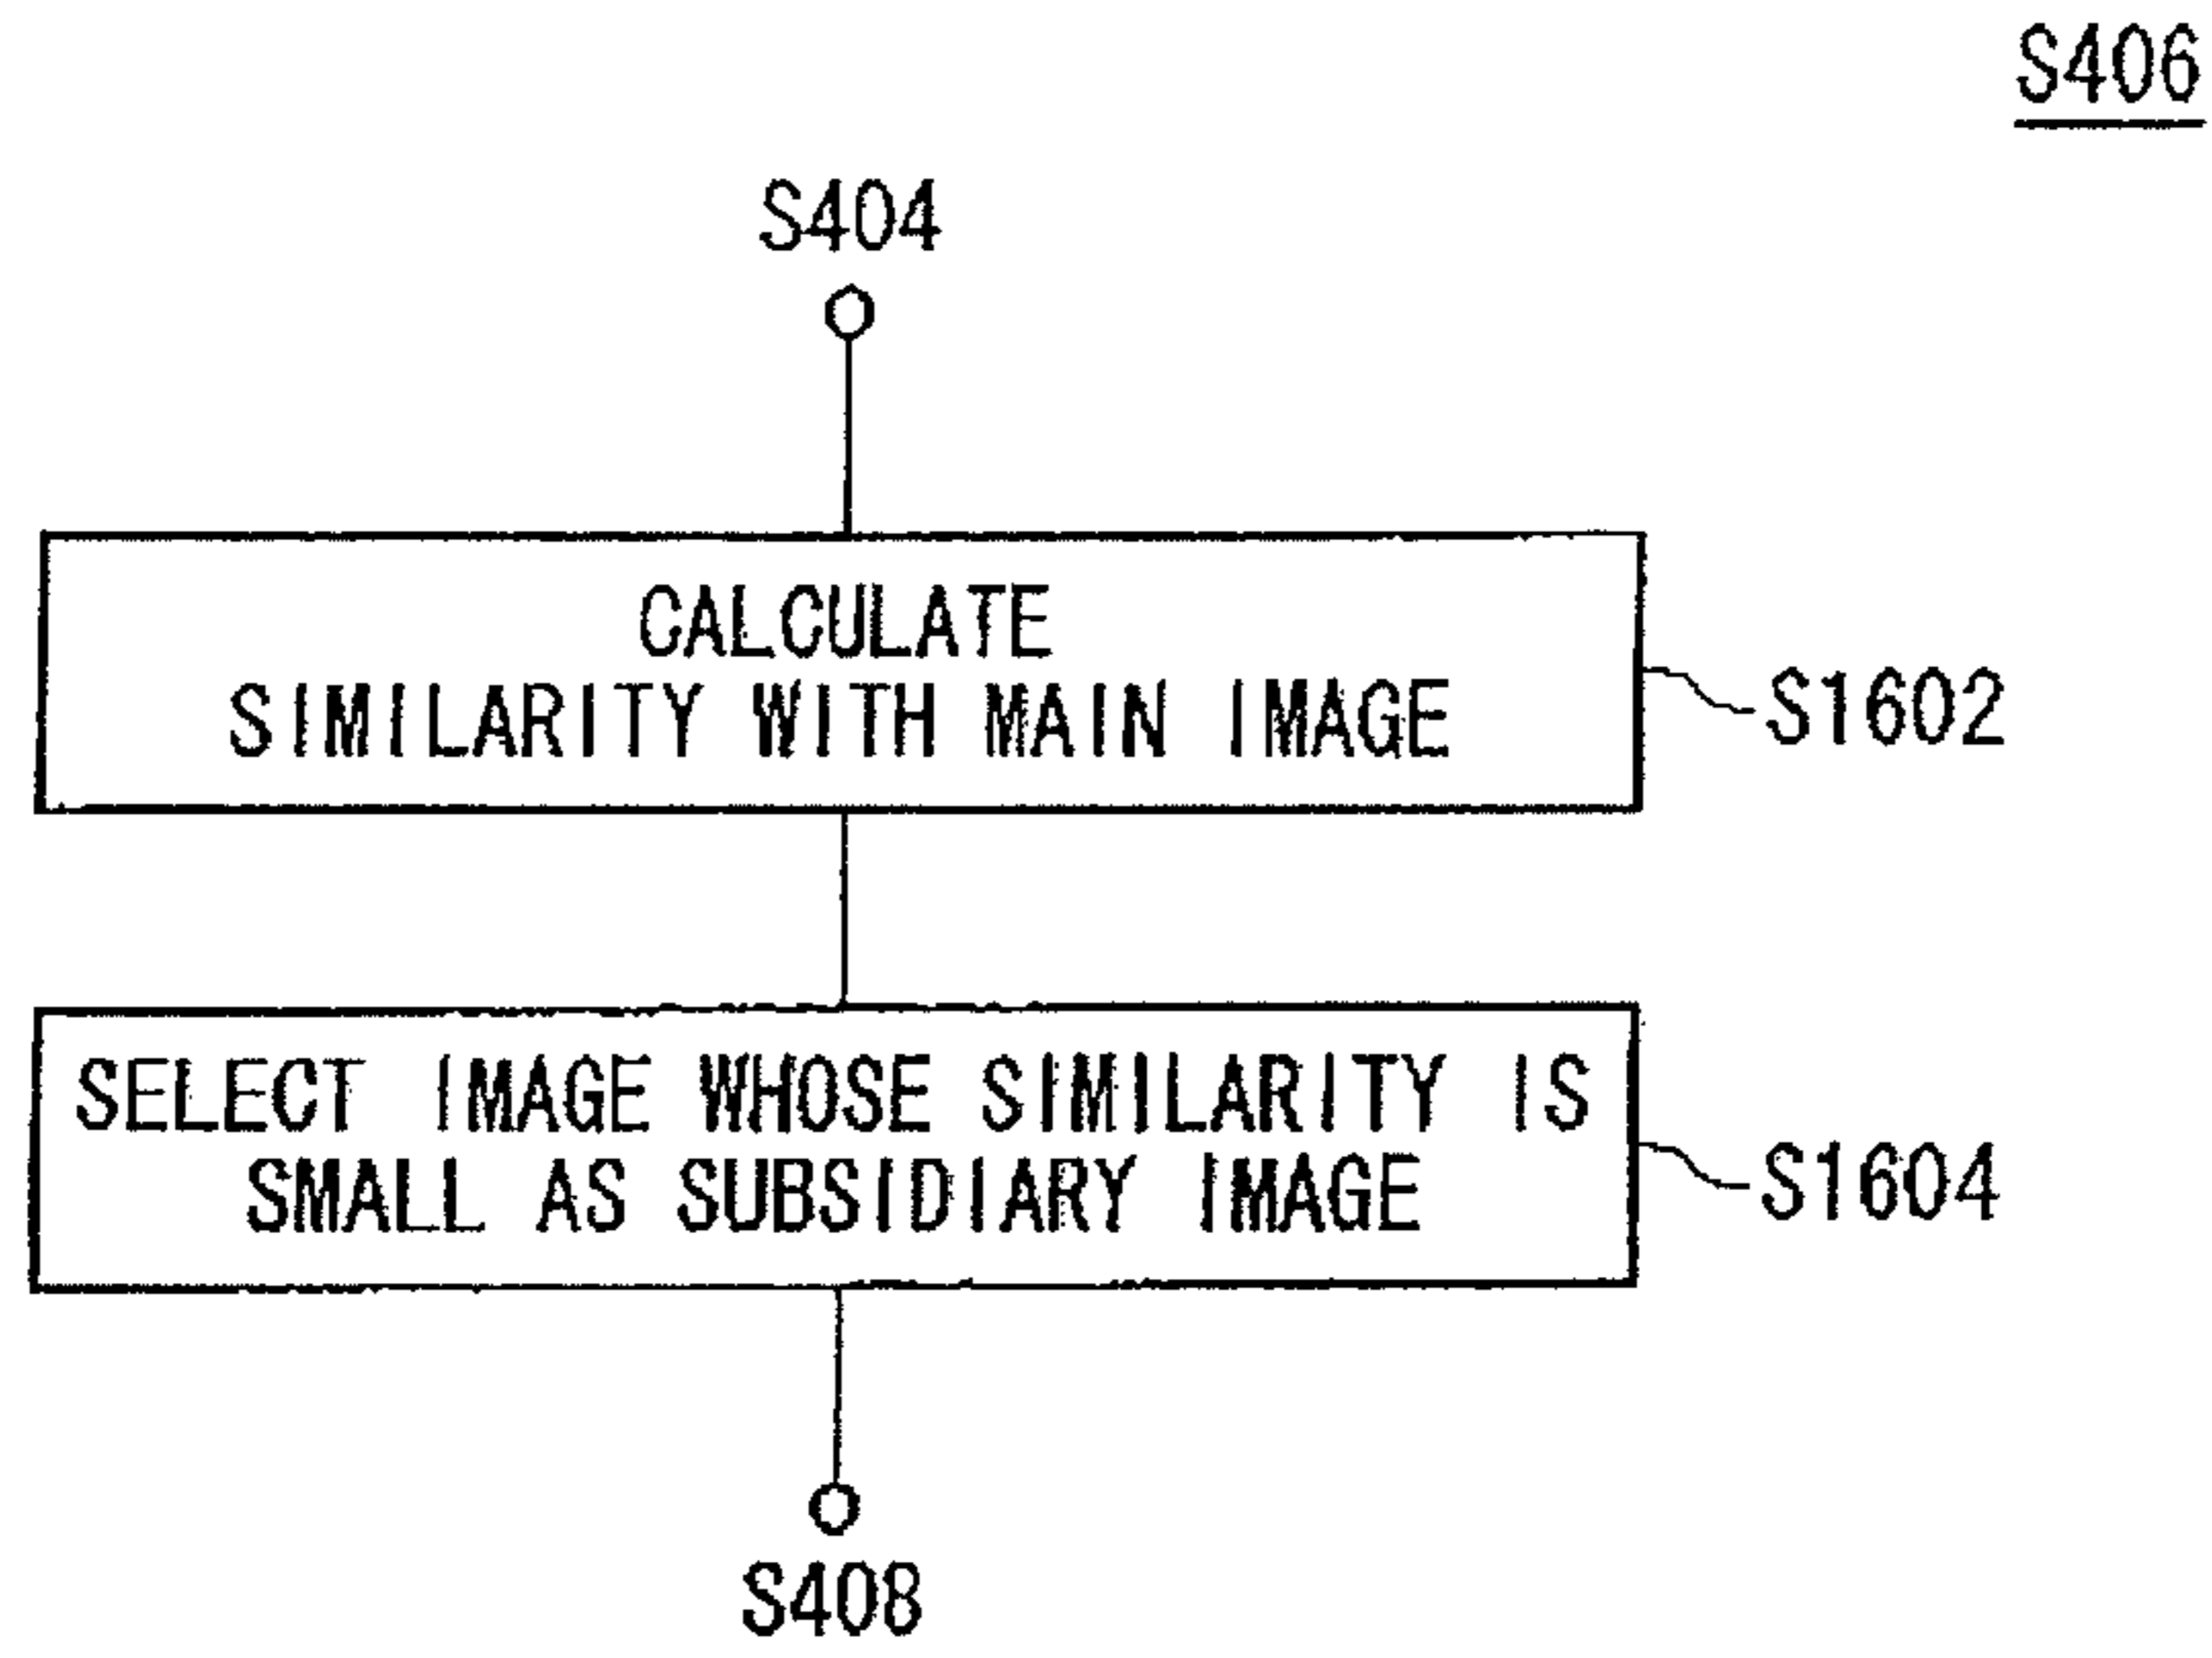 S406
S404
CALCULATE
SIMILARITY WITH MAIN IMAGE
S1602
SELECT IMAGE WHOSE SIMILARITY IS
SMALL AS SUBSIDIARY IMAGE
S1604
S408